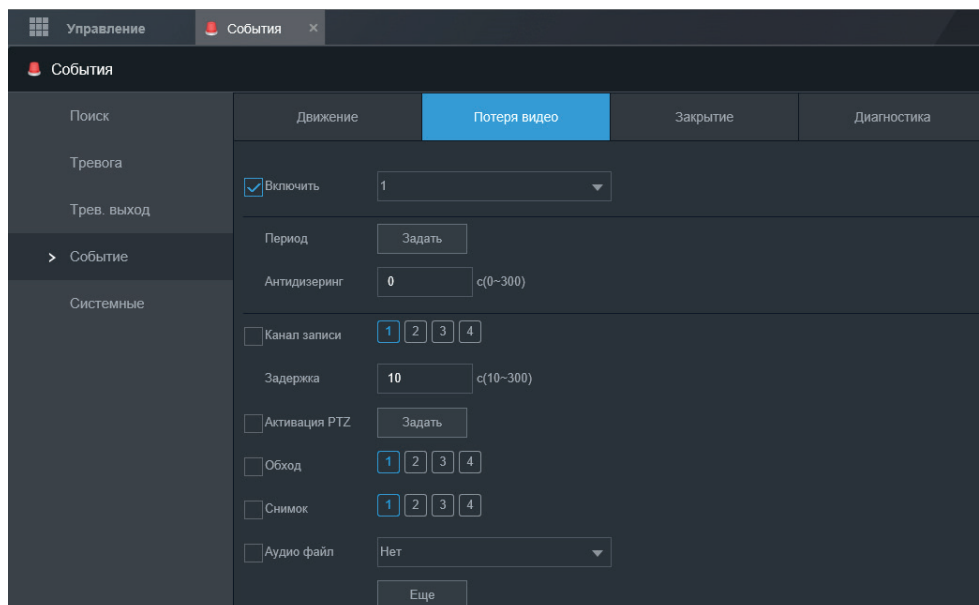 Управление События ×
События
Поиск
Тревога
Трев. выход
> Событие
Системные
Движение Потеря видео Закрытие Диагностика
Включить 1
Период Задать
Антидизеринг 0 с(0~300)
Канал записи 1 2 3 4
Задержка 10 с(10~300)
Активация PTZ Задать
Обход 1 2 3 4
Снимок 1 2 3 4
Аудио файл Нет
Еще